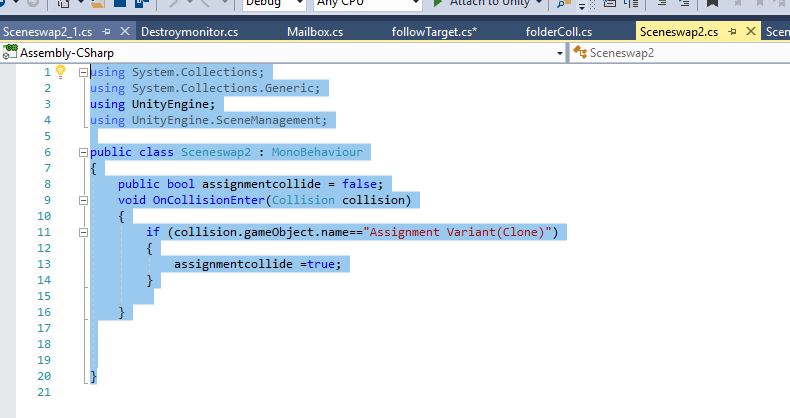 Debug Any CPU Attach to Unity
Sceneswap2_1.cs Destroymonitor.cs Mailbox.cs followTarget.cs* folderColl.cs Sceneswap2.cs Scen
Assembly-CSharp Sceneswap2
1 using System.Collections;
2 using System.Collections.Generic;
3 using UnityEngine;
4 using UnityEngine.SceneManagement;
5
6 public class Sceneswap2 : MonoBehaviour
7 {
8 public bool assignmentcollide = false;
9 void OnCollisionEnter(Collision collision)
10 {
11 if (collision.gameObject.name=="Assignment Variant(Clone)")
12 {
13 assignmentcollide =true;
14 }
15
16 }
17
18
19
20 }
21